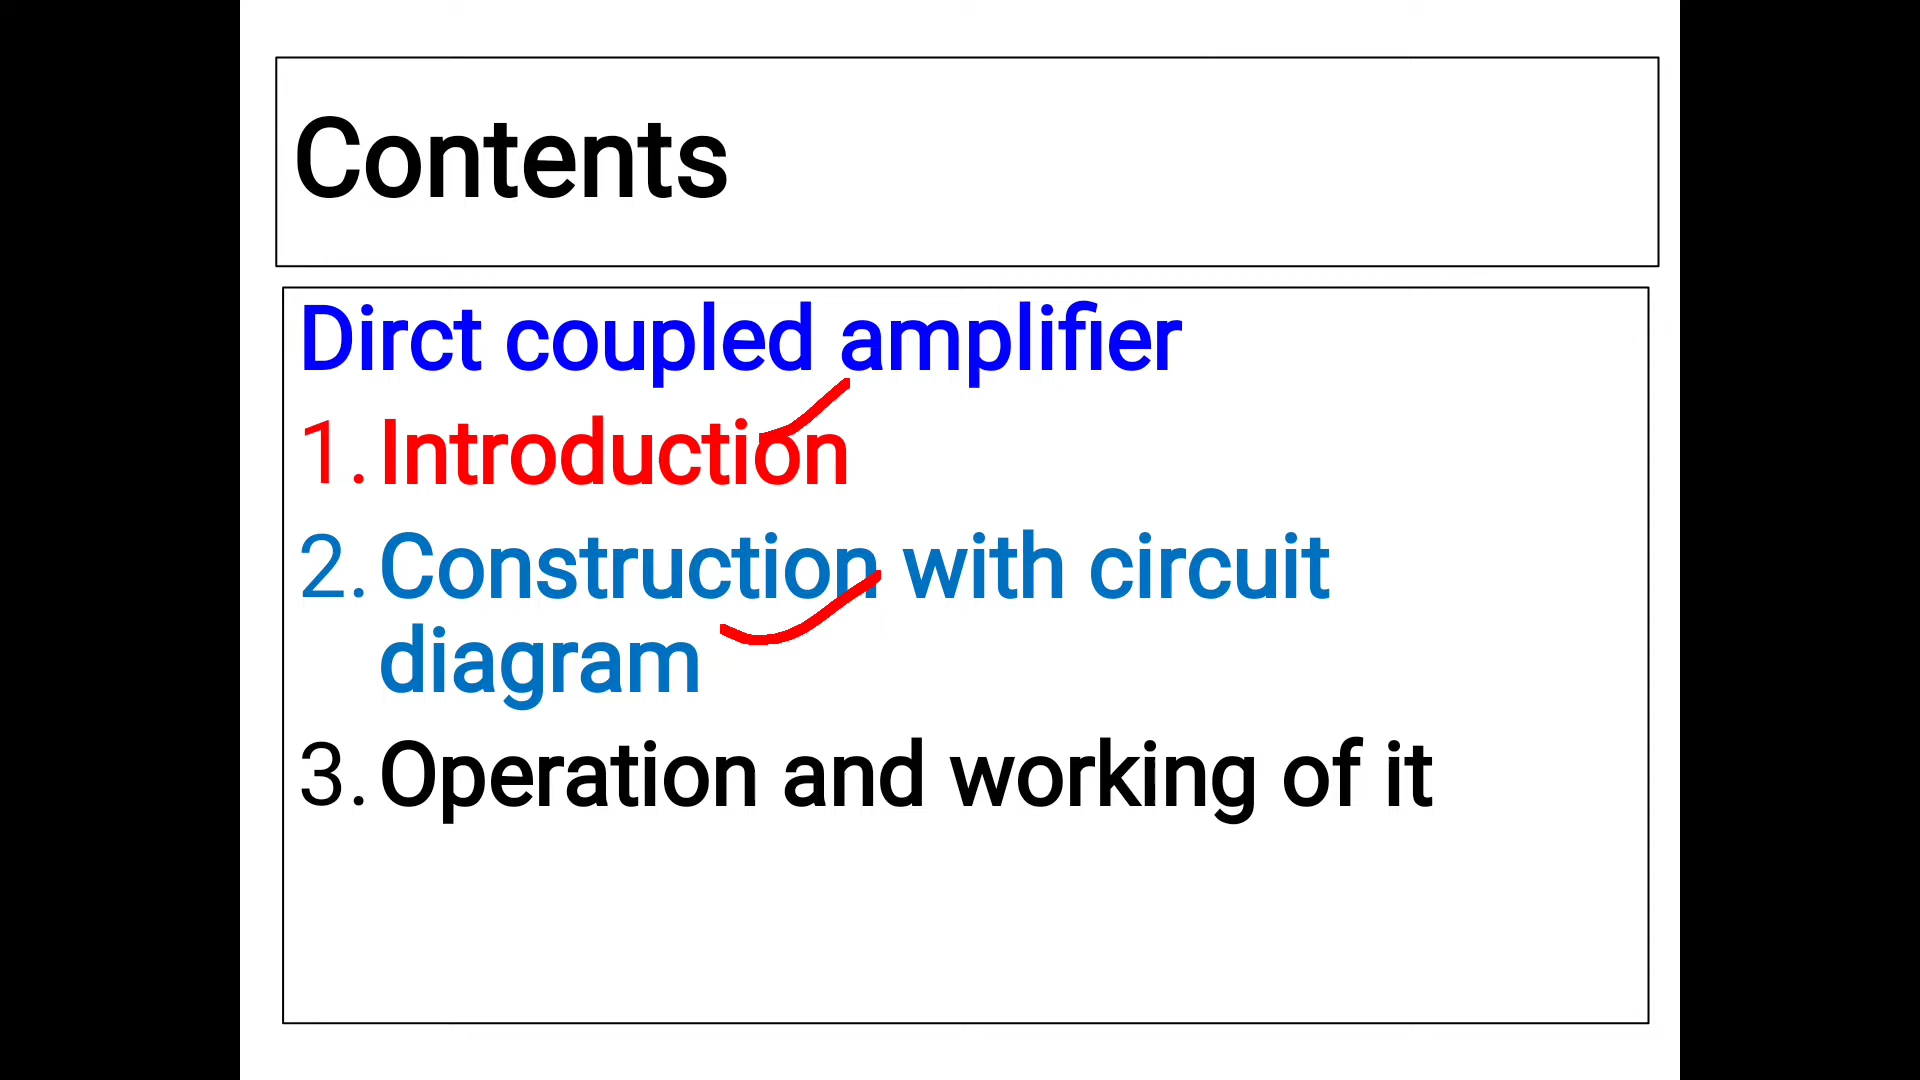 Contents
Dirct coupled amplifier
1. Introduction
2. Construction with circuit
diagram
3. Operation and working of it